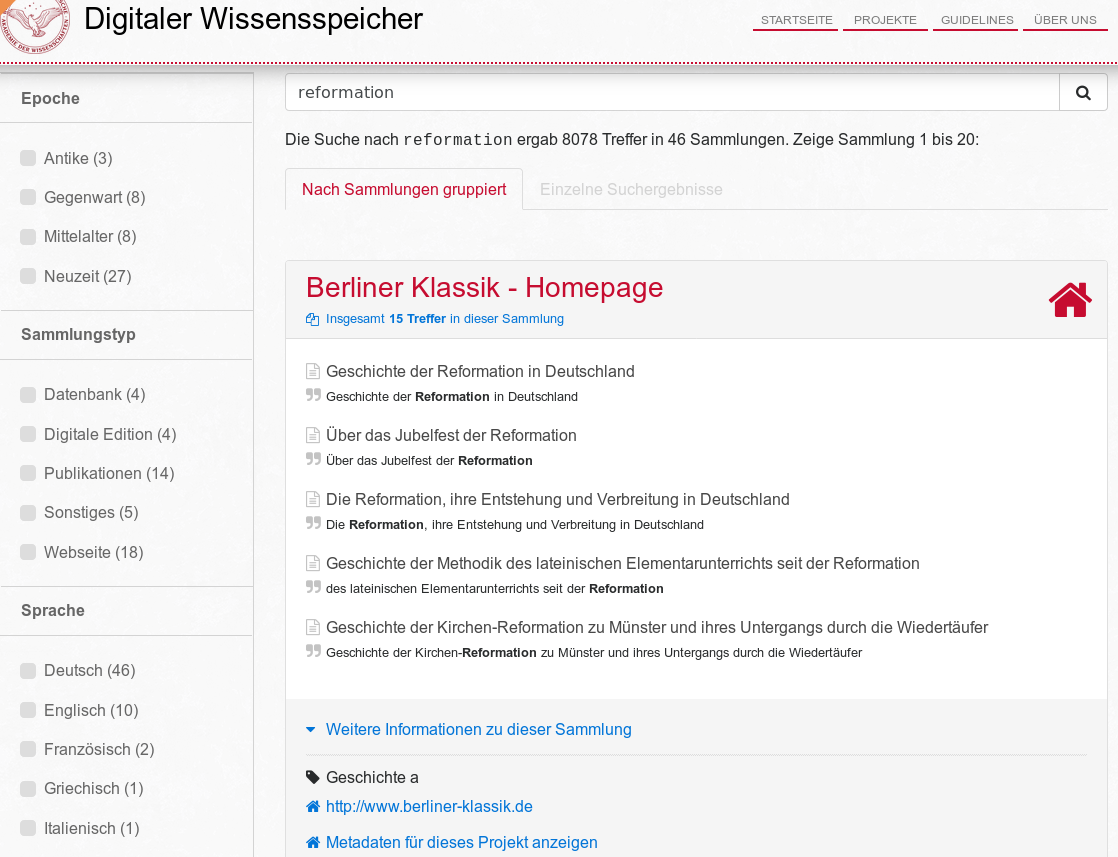 Digitaler Wissensspeicher
STARTSEITE PROJEKTE GUIDELINES ÜBER UNS
AKADEMIE DER WISSENSCHAFTEN
Epoche
Antike (3)
Gegenwart (8)
Mittelalter (8)
Neuzeit (27)
Sammlungstyp
Datenbank (4)
Digitale Edition (4)
Publikationen (14)
Sonstiges (5)
Webseite (18)
Sprache
Deutsch (46)
Englisch (10)
Französisch (2)
Griechisch (1)
Italienisch (1)
reformation
Die Suche nach reformation ergab 8078 Treffer in 46 Sammlungen. Zeige Sammlung 1 bis 20:
Nach Sammlungen gruppiert Einzelne Suchergebnisse
Berliner Klassik - Homepage
Insgesamt 15 Treffer in dieser Sammlung
Geschichte der Reformation in Deutschland
Geschichte der Reformation in Deutschland
Über das Jubelfest der Reformation
Über das Jubelfest der Reformation
Die Reformation, ihre Entstehung und Verbreitung in Deutschland
Die Reformation, ihre Entstehung und Verbreitung in Deutschland
Geschichte der Methodik des lateinischen Elementarunterrichts seit der Reformation
des lateinischen Elementarunterrichts seit der Reformation
Geschichte der Kirchen-Reformation zu Münster und ihres Untergangs durch die Wiedertäufer
Geschichte der Kirchen-Reformation zu Münster und ihres Untergangs durch die Wiedertäufer
Weitere Informationen zu dieser Sammlung
Geschichte a
http://www.berliner-klassik.de
Metadaten für dieses Projekt anzeigen